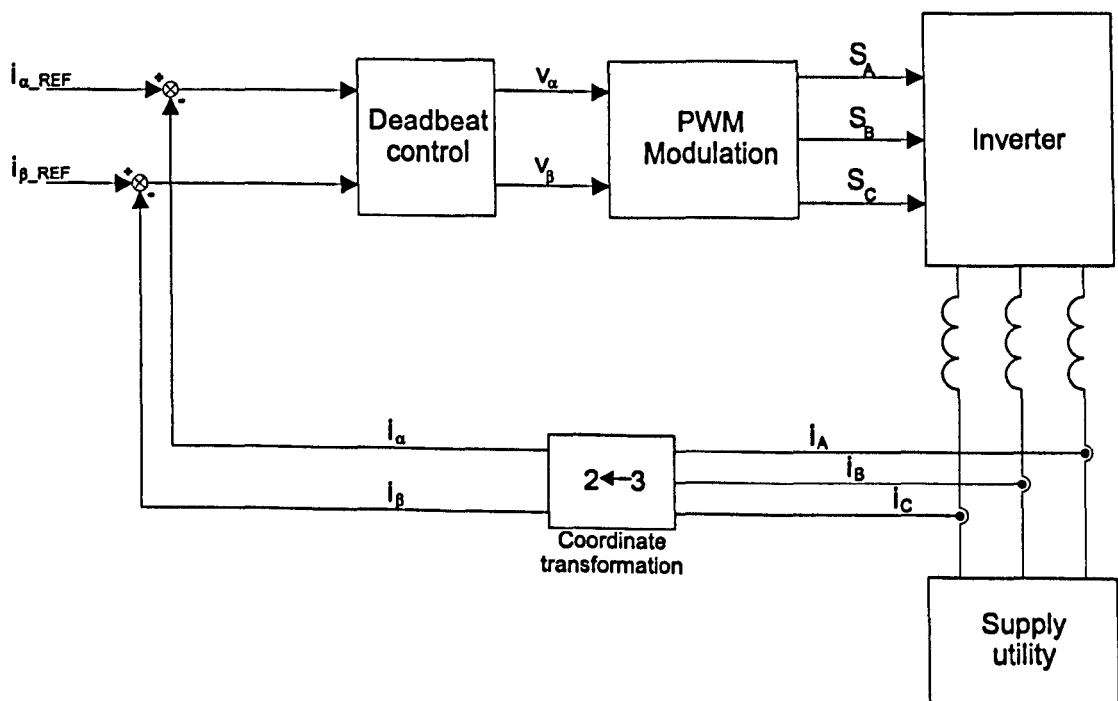 i_α_REF
+
-
i_β_REF
+
-
Deadbeat
control
v_α
v_β
PWM
Modulation
S_A
S_B
S_C
Inverter
i_α
i_β
2←3
Coordinate
transformation
i_A
i_B
i_C
Supply
utility